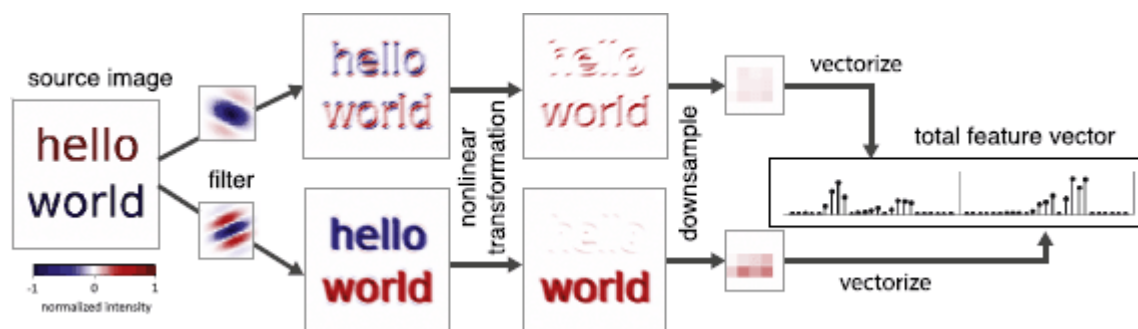 source image
hello
world
-1 0 1
normalized intensity
filter
hello
world
hello
world
nonlinear
transformation
hello
world
hello
world
downsample
vectorize
vectorize
total feature vector